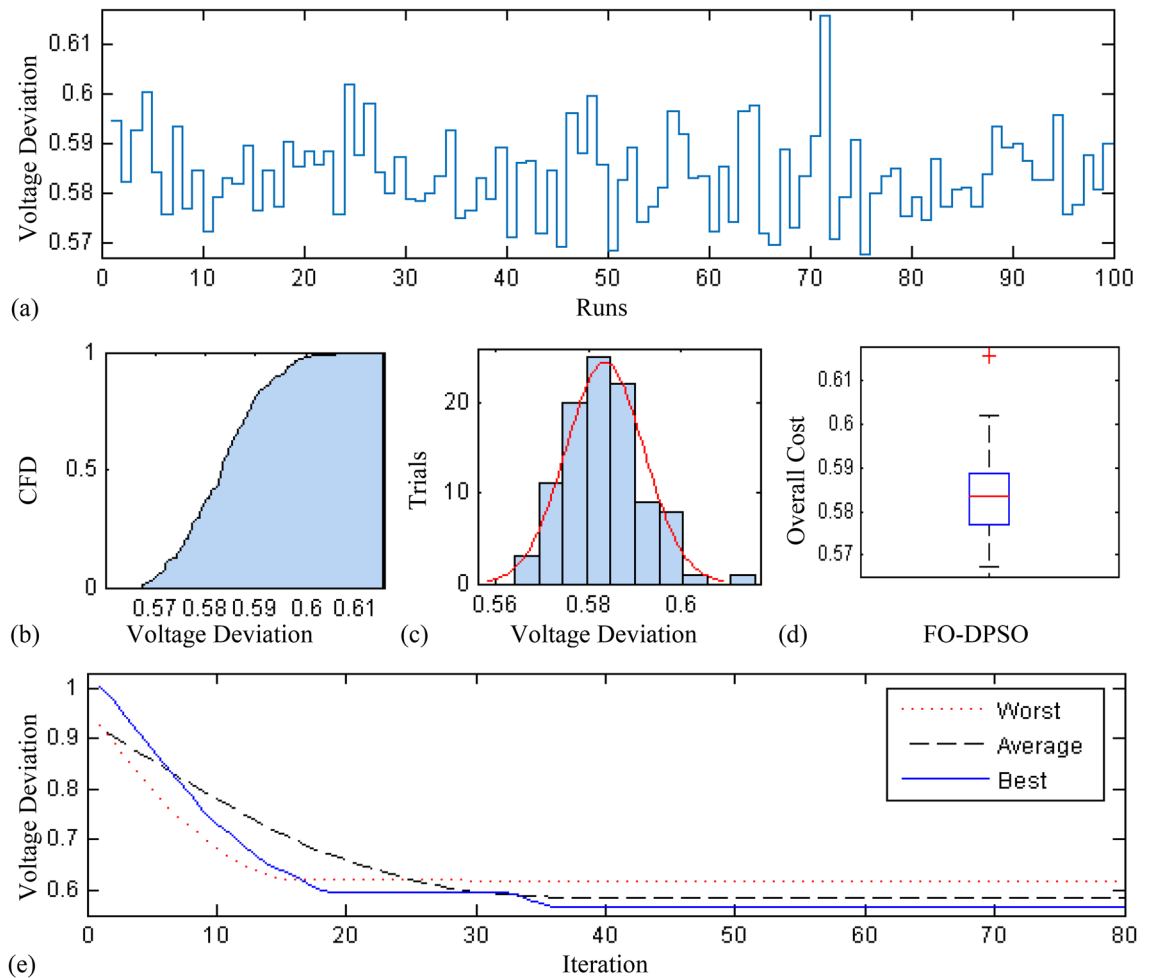 0.61
0.6
0.59
0.58
0.57
Voltage Deviation
0 10 20 30 40 50 60 70 80 90 100
(a) Runs
1
0.5
0
CFD
0.57 0.58 0.59 0.6 0.61
(b) Voltage Deviation
20
10
0
Trials
0.56 0.58 0.6
(c) Voltage Deviation
0.61
0.6
0.59
0.58
0.57
Overall Cost
(d) FO-DPSO
1
0.9
0.8
0.7
0.6
Voltage Deviation
Worst
Average
Best
0 10 20 30 40 50 60 70 80
(e) Iteration